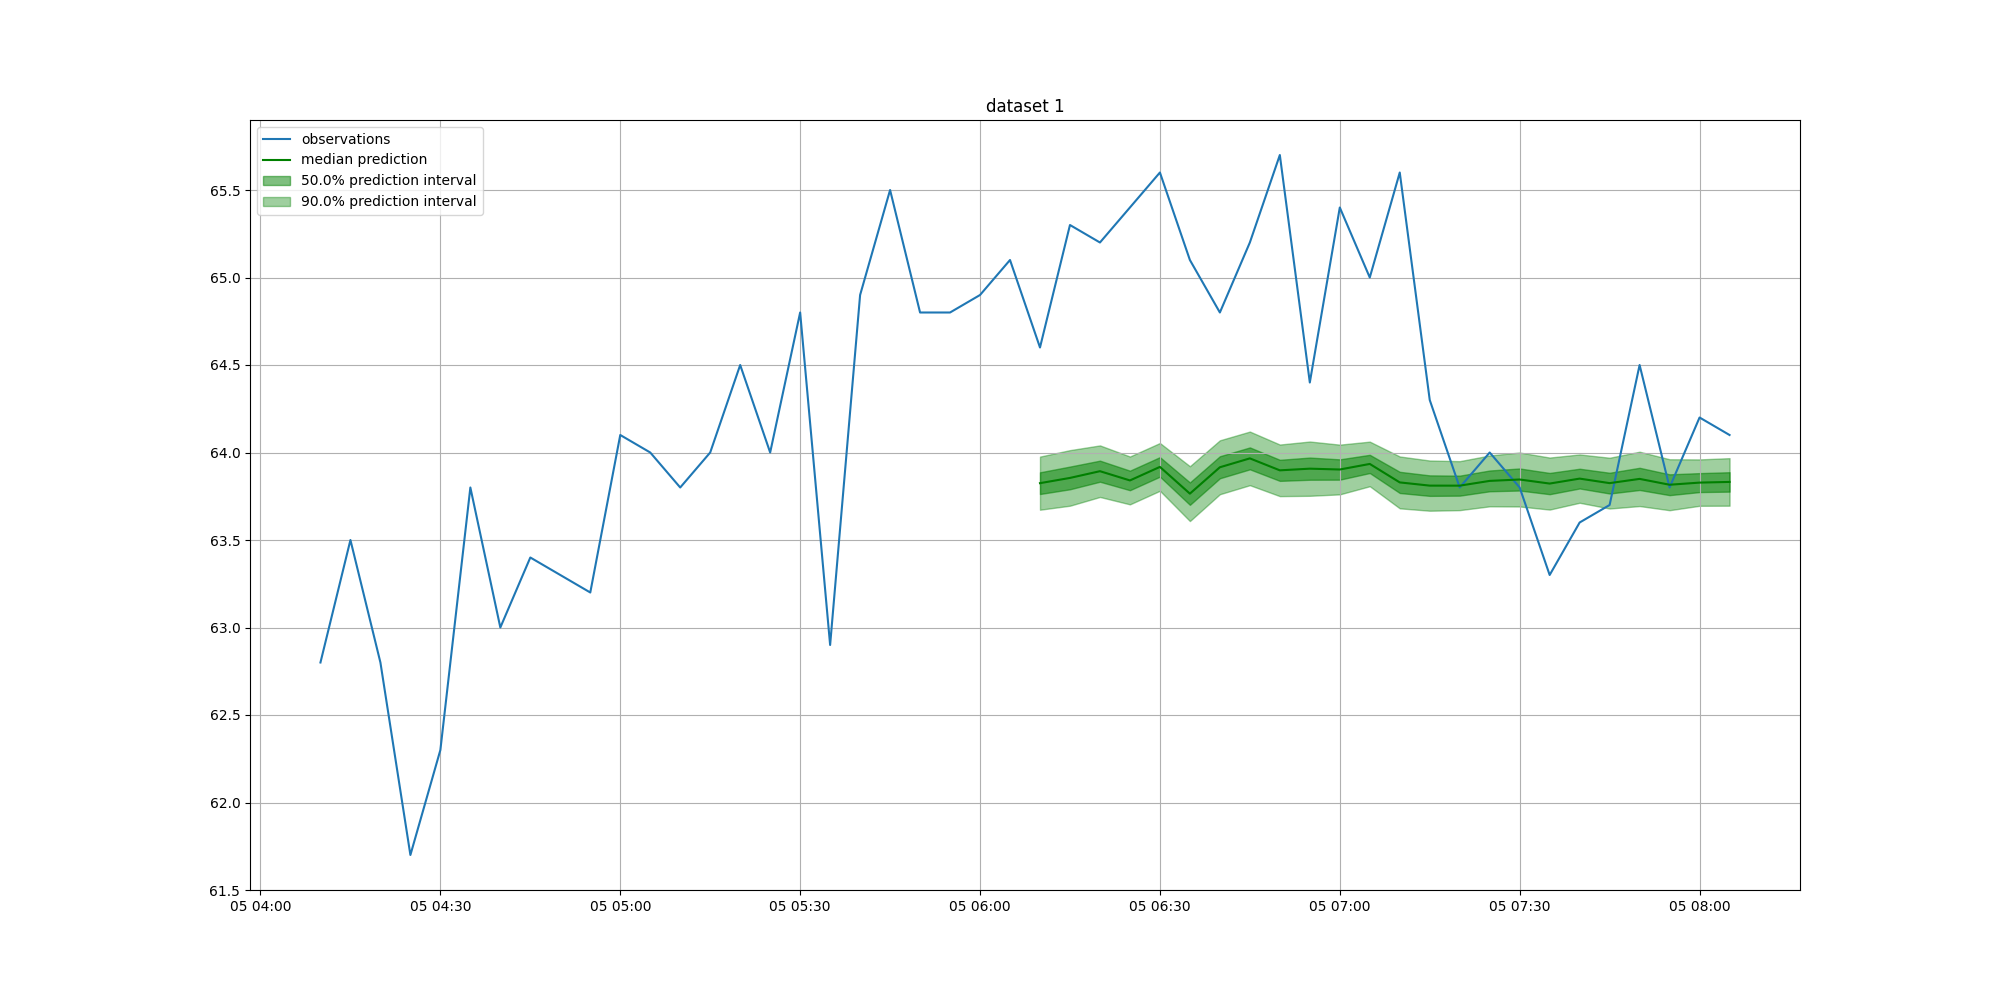 dataset 1
observations
median prediction
50.0% prediction interval
90.0% prediction interval
65.5
65.0
64.5
64.0
63.5
63.0
62.5
62.0
61.5
05 04:00 05 04:30 05 05:00 05 05:30 05 06:00 05 06:30 05 07:00 05 07:30 05 08:00